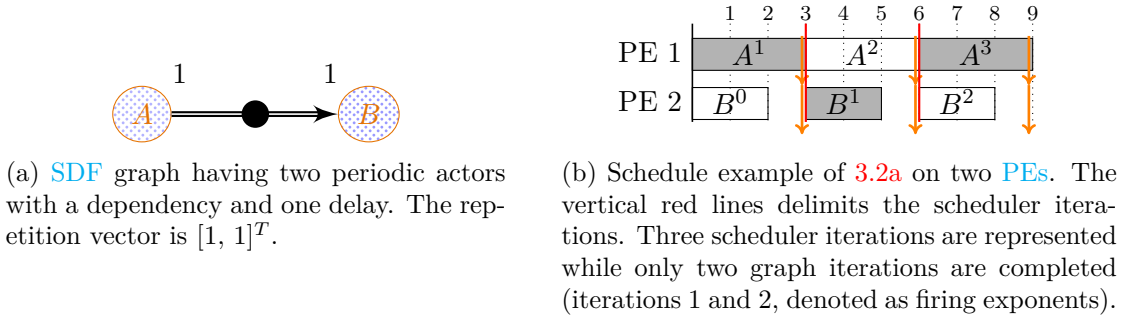 1 1
A B
(a) SDF graph having two periodic actors
with a dependency and one delay. The rep-
etition vector is [1, 1]^T.
1 2 3 4 5 6 7 8 9
PE 1 A^1 A^2 A^3
PE 2 B^0 B^1 B^2
(b) Schedule example of 3.2a on two PEs. The
vertical red lines delimits the scheduler itera-
tions. Three scheduler iterations are represented
while only two graph iterations are completed
(iterations 1 and 2, denoted as firing exponents).